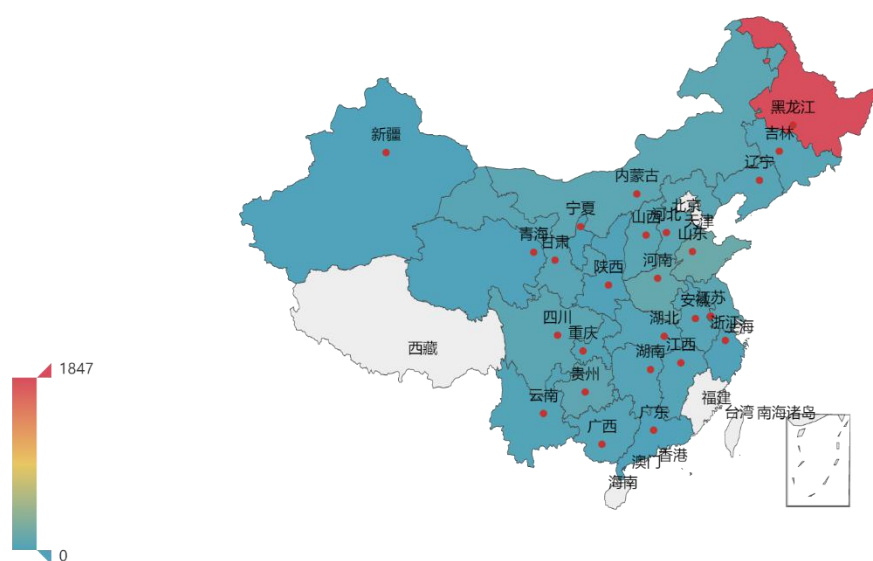 黑龙江
吉林
新疆
辽宁
内蒙古
北京
宁夏
河北
山西
天津
青海
甘肃
山东
陕西
河南
安徽
江苏
四川
湖北
浙江
上海
重庆
江西
西藏
湖南
1847
贵州
云南
福建
台湾
南海诸岛
广西
广东
香港
澳门
海南
0